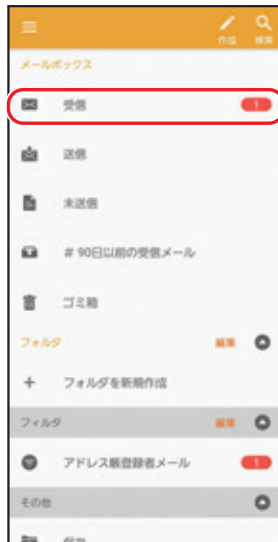 作成 検索
メールボックス
受信 1
送信
未送信
# 90日以前の受信メール
ゴミ箱
フォルダ 編集
+ フォルダを新規作成
フィルタ 編集
アドレス帳登録者メール 1
その他
保存